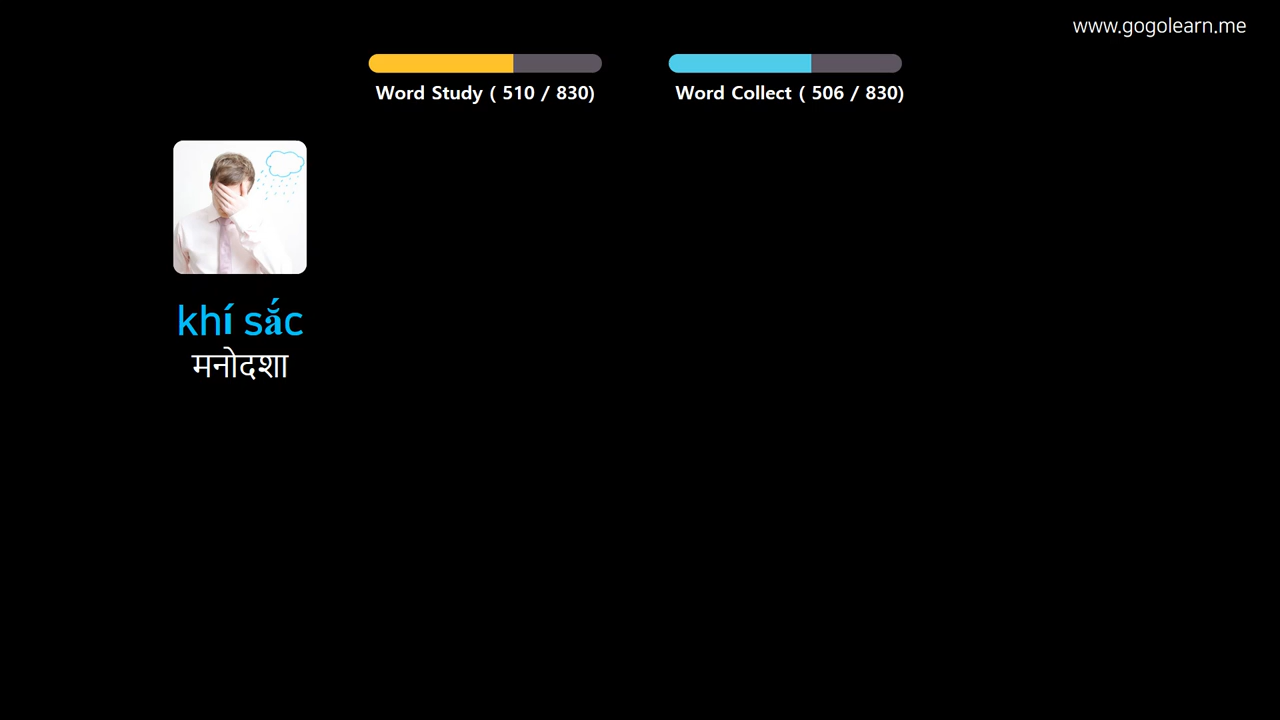 www.gogolearn.me
Word Study ( 510 / 830)
Word Collect ( 506 / 830)
khí sắc
मनोदशा